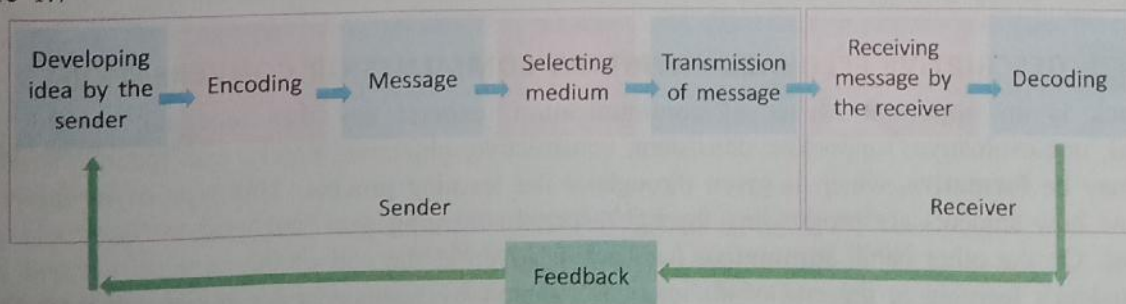 Developing
idea by the
sender
Encoding
Message
Selecting
medium
Transmission
of message
Receiving
message by
the receiver
Decoding
Sender
Receiver
Feedback